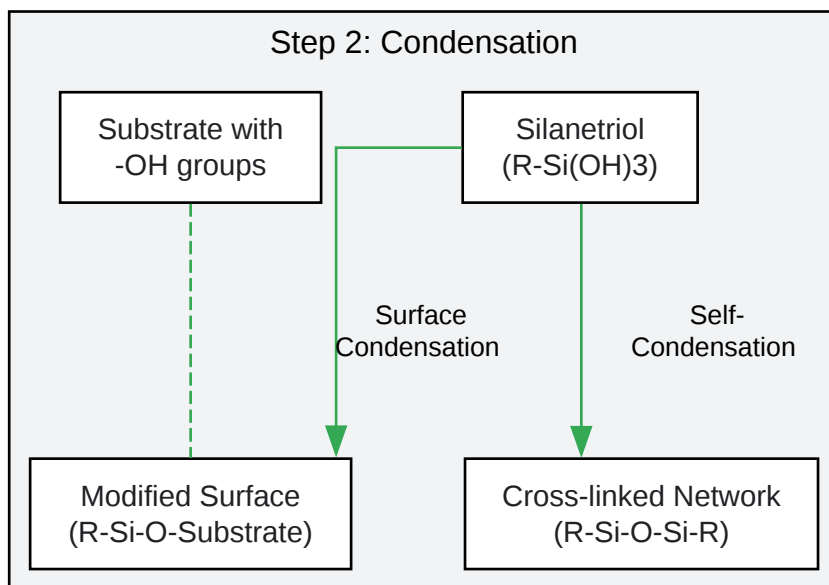 Step 2: Condensation
Substrate with
-OH groups
Silanetriol
(R-Si(OH)3)
Surface
Condensation
Self-
Condensation
Modified Surface
(R-Si-O-Substrate)
Cross-linked Network
(R-Si-O-Si-R)